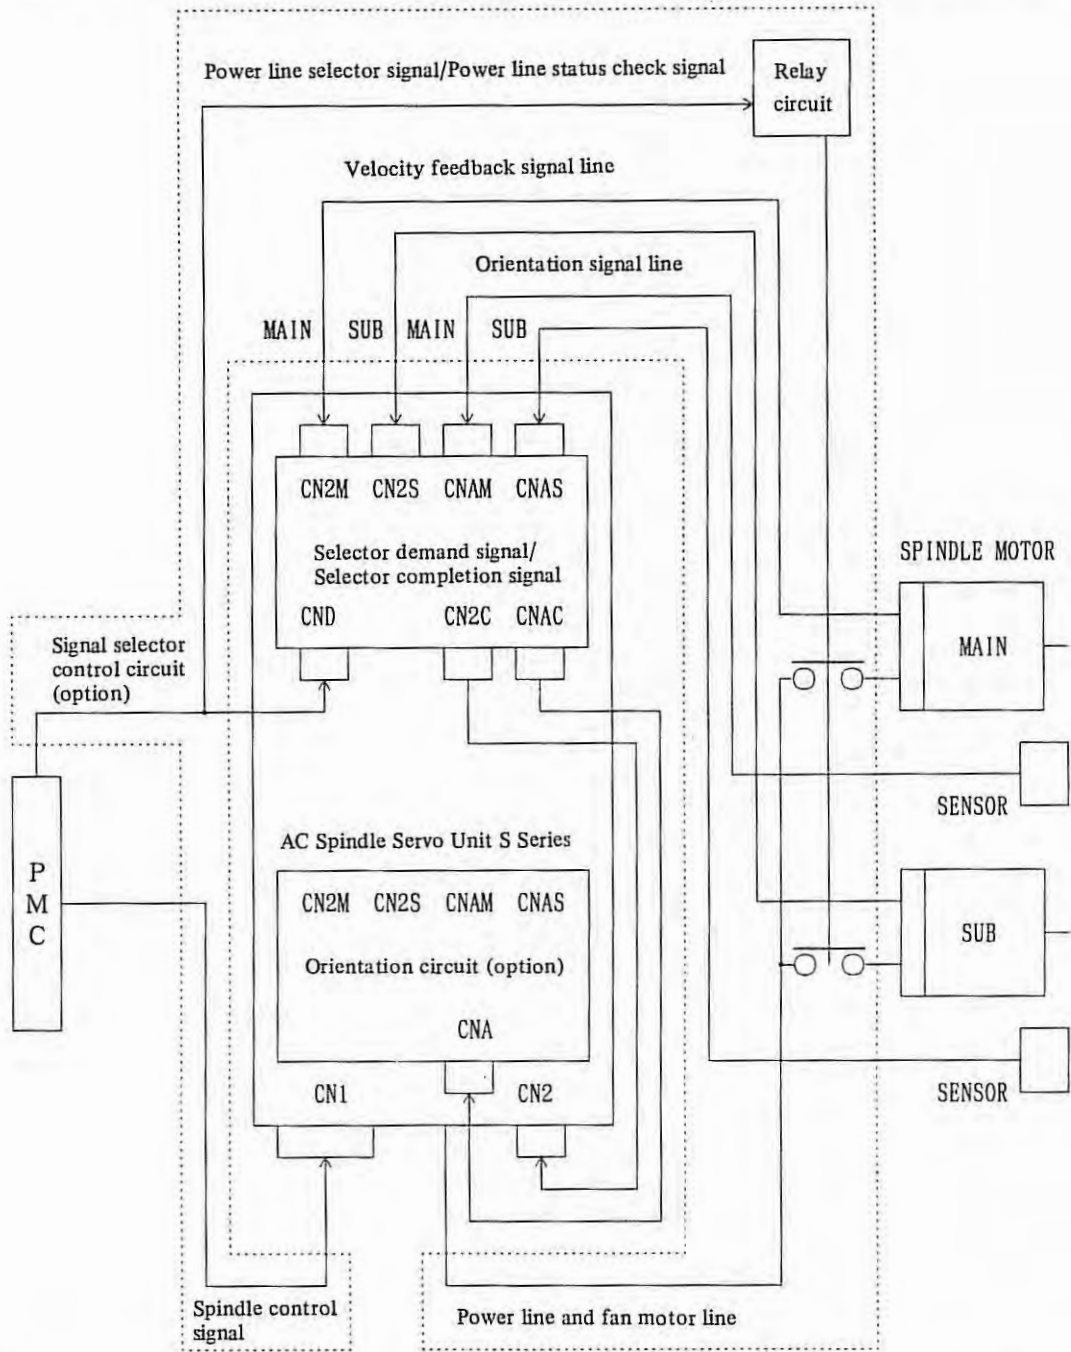 Power line selector signal/Power line status check signal
Relay
circuit
Velocity feedback signal line
Orientation signal line
MAIN SUB MAIN SUB
CN2M CN2S CNAM CNAS
Selector demand signal/
Selector completion signal
CND CN2C CNAC
SPINDLE MOTOR
MAIN
Signal selector
control circuit
(option)
SENSOR
AC Spindle Servo Unit S Series
P
M
C
CN2M CN2S CNAM CNAS
Orientation circuit (option)
SUB
CNA
CN1 CN2
SENSOR
Spindle control
signal
Power line and fan motor line